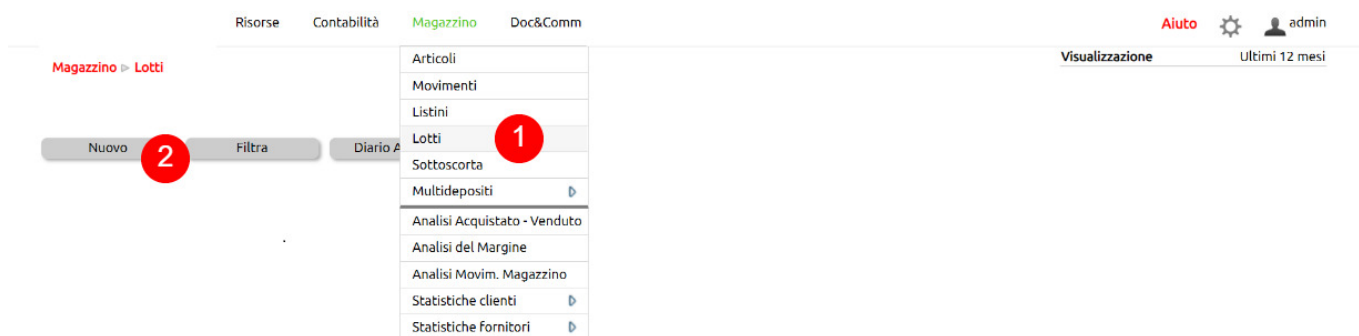 Risorse Contabilità Magazzino Doc&Comm Aiuto admin
Magazzino Lotti
Visualizzazione Ultimi 12 mesi
Articoli
Movimenti
Listini
Lotti 1
Nuovo 2 Filtra Diario A
Sottoscorta
Multidepositi
Analisi Acquistato - Venduto
Analisi del Margine
Analisi Movim. Magazzino
Statistiche clienti
Statistiche fornitori